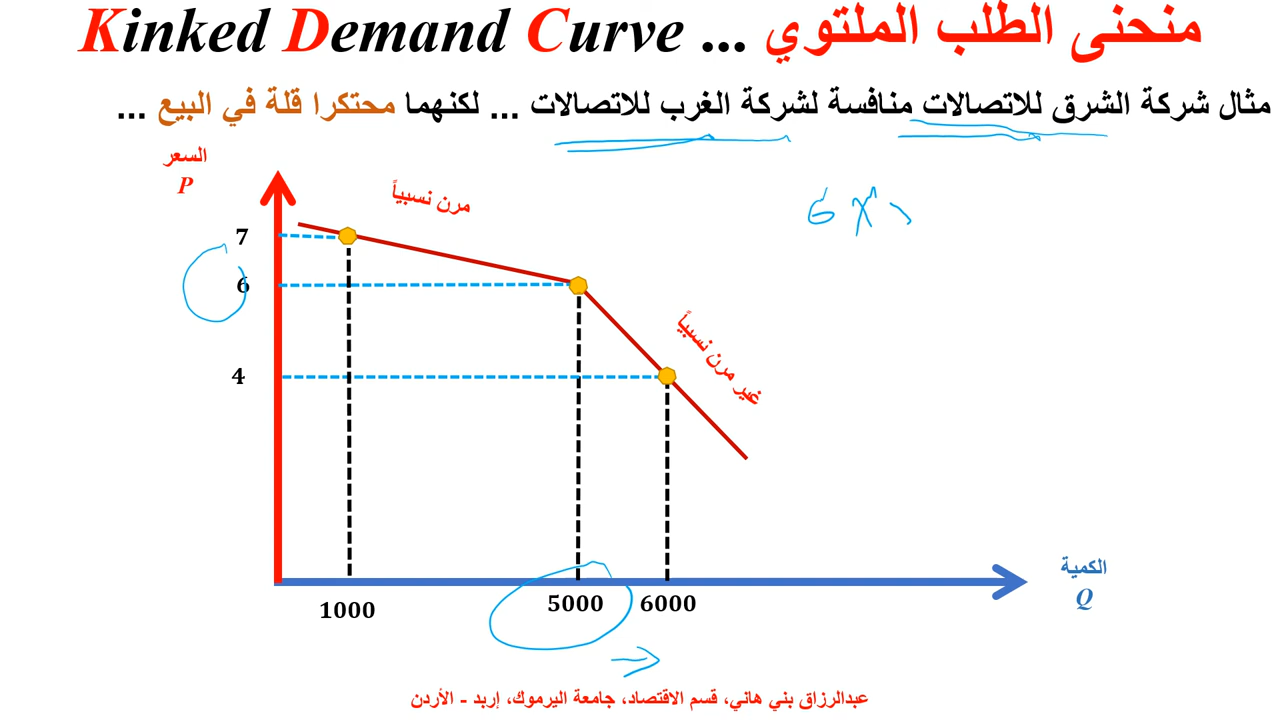 Kinked Demand Curve ... منحنى الطلب الملتوي
مثال شركة الشرق للاتصالات منافسة لشركة الغرب للاتصالات ... لكنهما محتكرا قلة في البيع ...
السعر
P
مرن نسبياً
6 ×
7
6
غير مرن نسبياً
4
الكمية
Q
1000
5000
6000
عبدالرزاق بني هاني، قسم الاقتصاد، جامعة اليرموك، إربد - الأردن